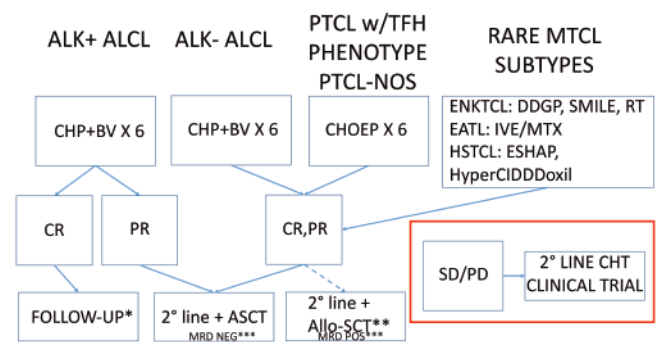 ALK+ ALCL
ALK- ALCL
PTCL w/TFH
PHENOTYPE
PTCL-NOS
RARE MTCL
SUBTYPES
CHP+BV X 6
CHP+BV X 6
CHOEP X 6
ENKTCL: DDGP, SMILE, RT
EATL: IVE/MTX
HSTCL: ESHAP,
HyperCIDDDoxil
CR
PR
CR,PR
SD/PD
2° LINE CHT
CLINICAL TRIAL
FOLLOW-UP*
2° line + ASCT
MRD NEG***
2° line +
Allo-SCT**
MRD POS***